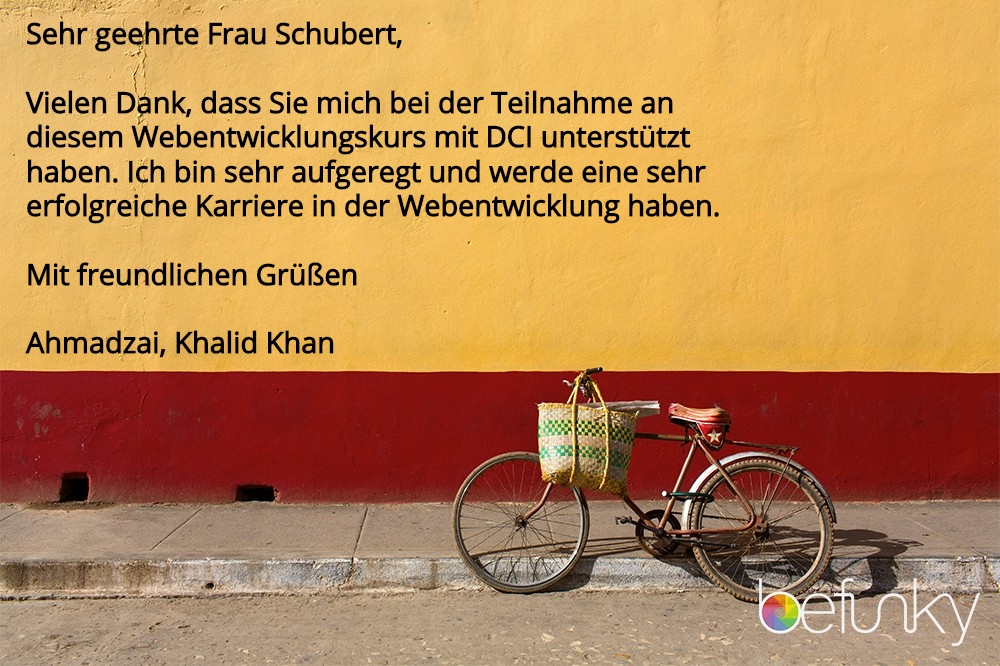 Sehr geehrte Frau Schubert,
Vielen Dank, dass Sie mich bei der Teilnahme an
diesem Webentwicklungskurs mit DCI unterstützt
haben. Ich bin sehr aufgeregt und werde eine sehr
erfolgreiche Karriere in der Webentwicklung haben.
Mit freundlichen Grüßen
Ahmadzai, Khalid Khan
befunky